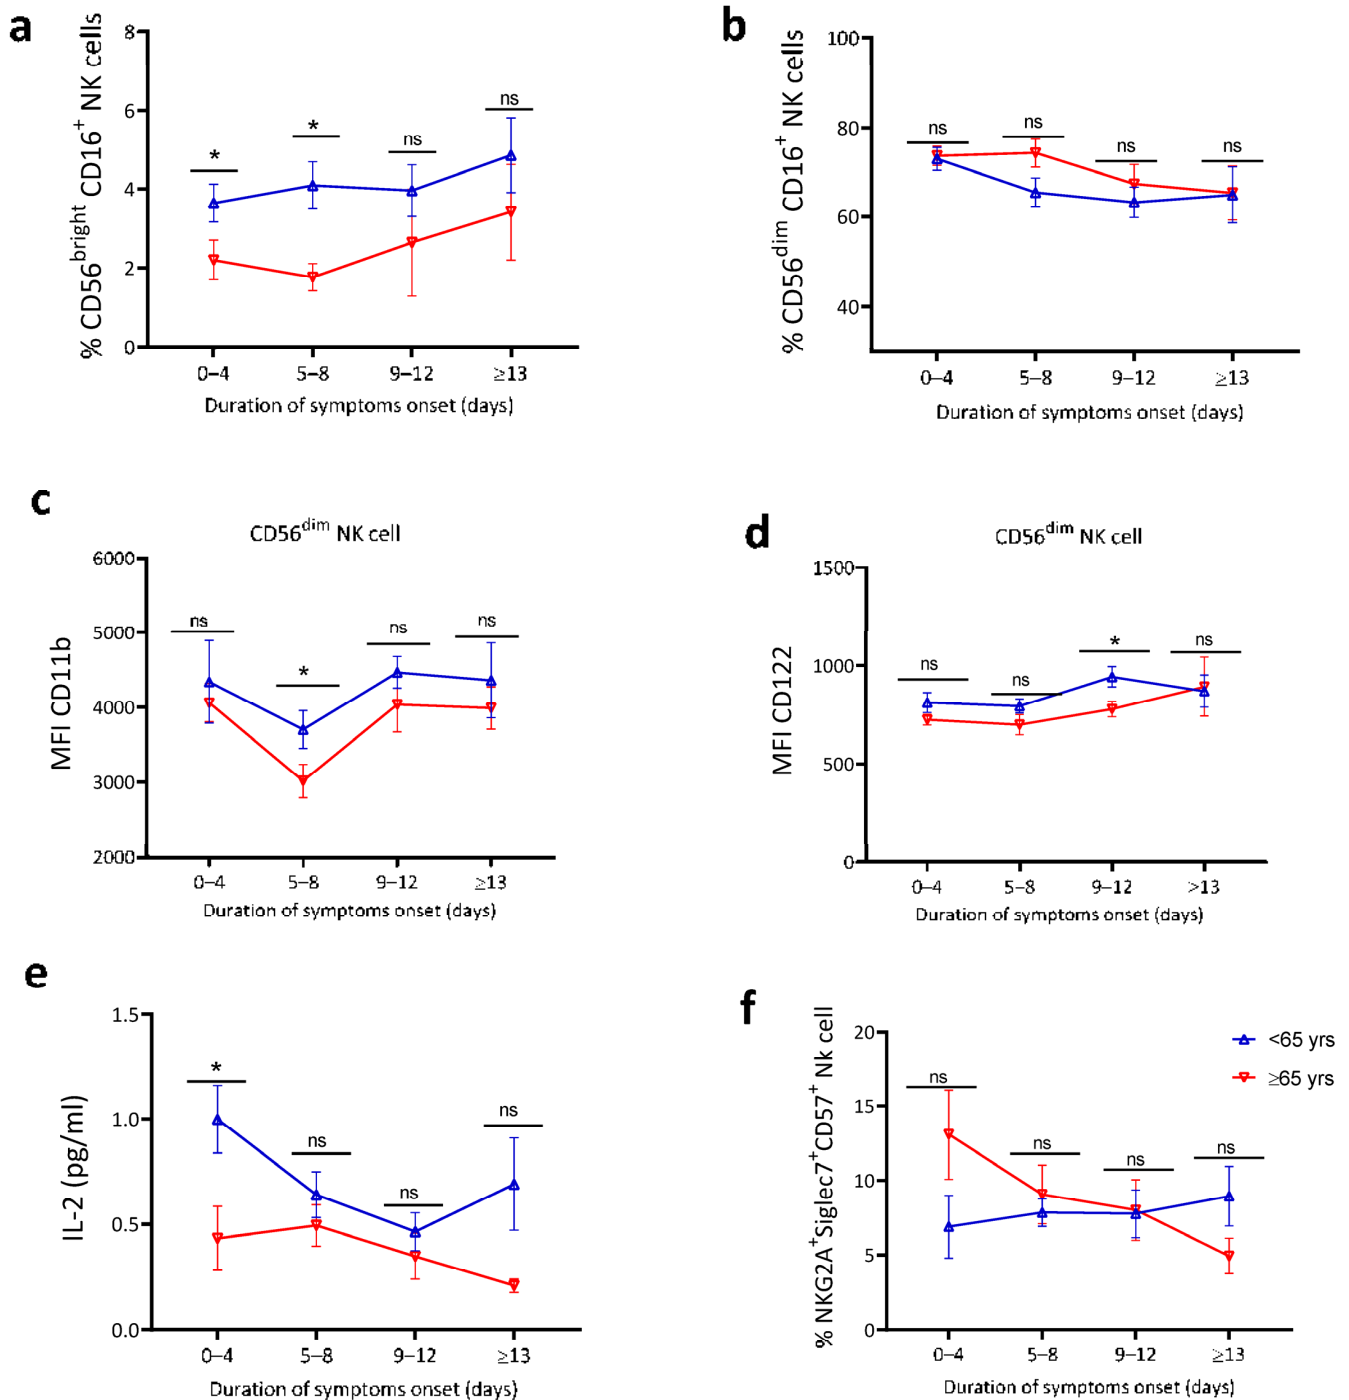 a
% CD56bright CD16+ NK cells
8
6
4
2
0
*
*
ns
ns
0–4
5–8
9–12
≥13
Duration of symptoms onset (days)
b
% CD56dim CD16+ NK cells
100
80
60
40
ns
ns
ns
ns
0–4
5–8
9–12
≥13
Duration of symptoms onset (days)
c
CD56dim NK cell
MFI CD11b
6000
5000
4000
3000
2000
ns
*
ns
ns
0–4
5–8
9–12
≥13
Duration of symptoms onset (days)
d
CD56dim NK cell
MFI CD122
1500
1000
500
0
ns
ns
*
ns
0–4
5–8
9–12
>13
Duration of symptoms onset (days)
e
IL-2 (pg/ml)
1.5
1.0
0.5
0.0
*
ns
ns
ns
0–4
5–8
9–12
≥13
Duration of symptoms onset (days)
f
% NKG2A+Siglec7+CD57+ Nk cell
20
15
10
5
0
ns
ns
ns
ns
<65 yrs
≥65 yrs
0–4
5–8
9–12
≥13
Duration of symptoms onset (days)